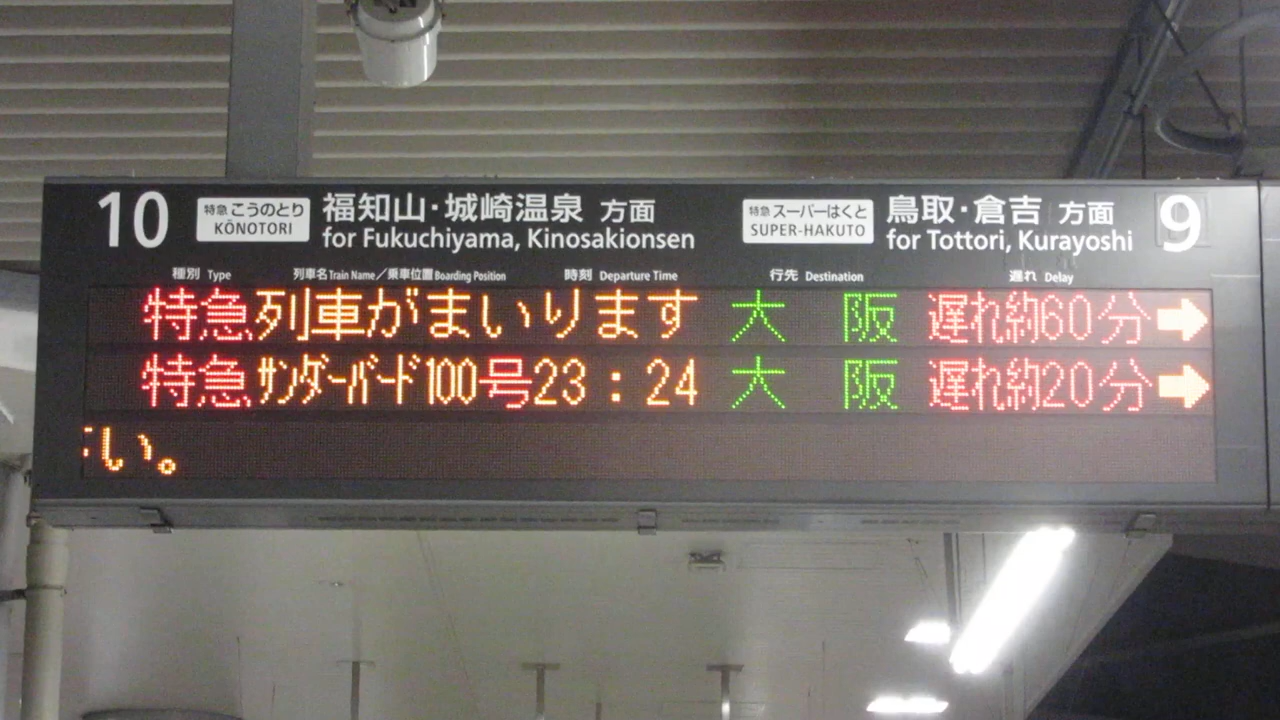 10 特急 こうのとり KŌNOTORI 福知山・城崎温泉 方面 for Fukuchiyama, Kinosakionsen
特急 スーパーはくと SUPER-HAKUTO 鳥取・倉吉 方面 for Tottori, Kurayoshi 9
種別 Type 列車名 Train Name／乗車位置 Boarding Position 時刻 Departure Time 行先 Destination 遅れ Delay
特急 列車がまいります 大阪 遅れ約60分 ➡
特急 サンダーバード100号 23:24 大阪 遅れ約20分 ➡
い。